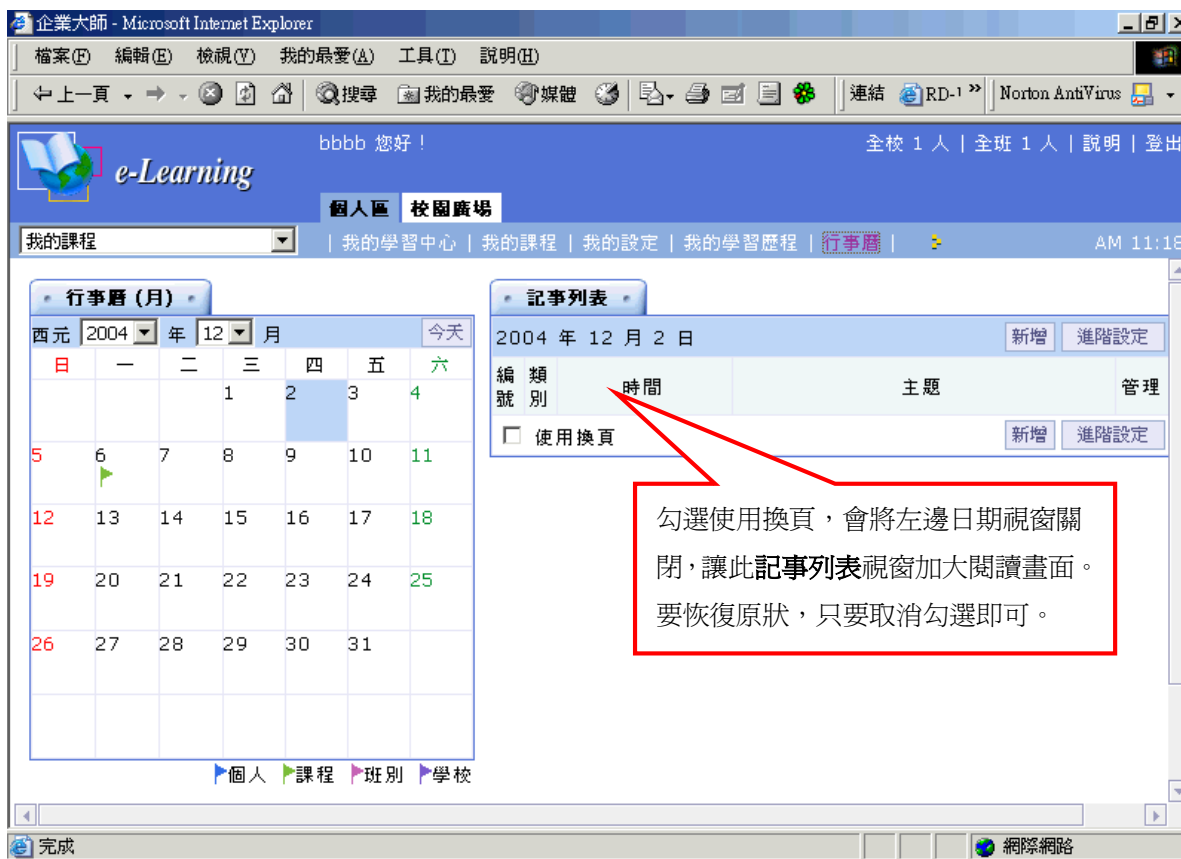 企業大師 - Microsoft Internet Explorer
檔案(F) 編輯(E) 檢視(V) 我的最愛(A) 工具(T) 說明(H)
上一頁 搜尋 我的最愛 媒體 連結 RD-1 » Norton AntiVirus
bbbb 您好！ 全校 1 人 | 全班 1 人 | 說明 | 登出
e-Learning
個人區 校園廣場
我的課程 | 我的學習中心 | 我的課程 | 我的設定 | 我的學習歷程 | 行事曆 | AM 11:18
行事曆 (月)
西元 2004 年 12 月 今天
日 一 二 三 四 五 六
1 2 3 4
5 6 7 8 9 10 11
12 13 14 15 16 17 18
19 20 21 22 23 24 25
26 27 28 29 30 31
個人 課程 班別 學校
記事列表
2004 年 12 月 2 日 新增 進階設定
編號 類別 時間 主題 管理
使用換頁 新增 進階設定
勾選使用換頁，會將左邊日期視窗關
閉，讓此記事列表視窗加大閱讀畫面。
要恢復原狀，只要取消勾選即可。
完成 網際網路